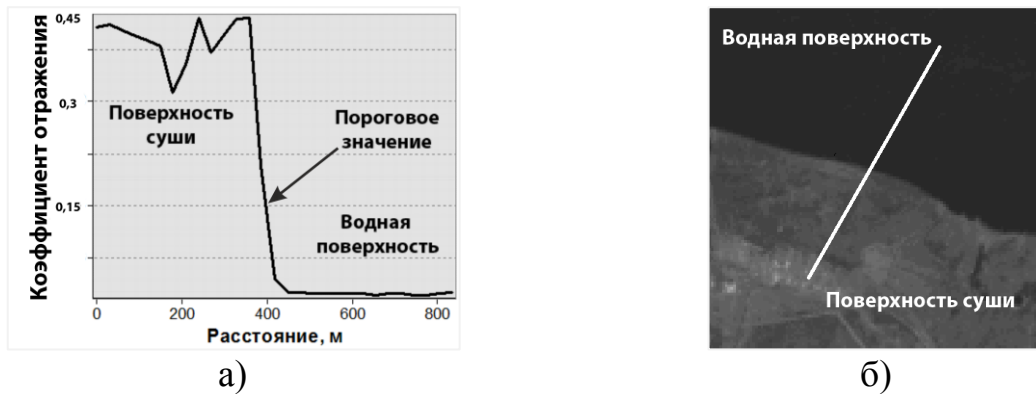 0,45
0,3
0,15
Коэффициент отражения
Поверхность
суши
Пороговое
значение
Водная
поверхность
0
200
400
600
800
Расстояние, м
а)
Водная поверхность
Поверхность суши
б)